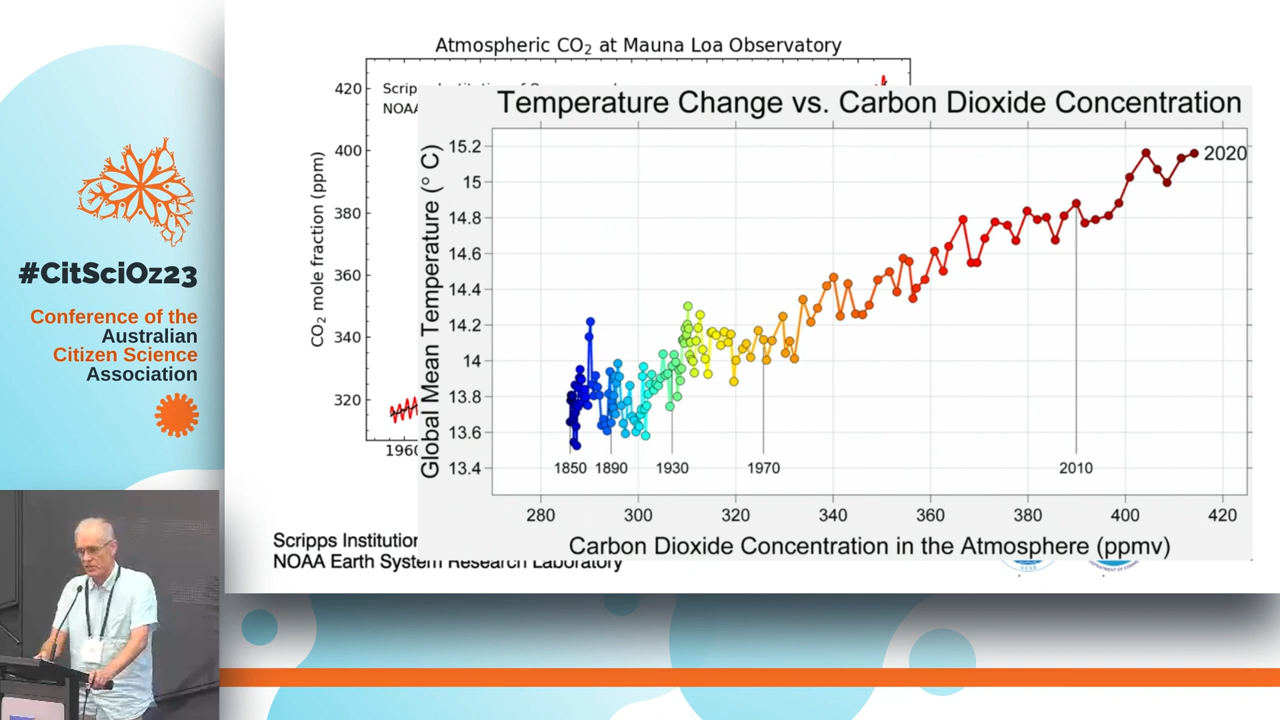 #CitSciOz23
Conference of the
Australian
Citizen Science
Association
Atmospheric CO₂ at Mauna Loa Observatory
Scrip
NOAA
CO₂ mole fraction (ppm)
420
400
380
360
340
320
1960
Temperature Change vs. Carbon Dioxide Concentration
Global Mean Temperature (° C)
15.2
15
14.8
14.6
14.4
14.2
14
13.8
13.6
13.4
2020
1850 1890 1930 1970 2010
280 300 320 340 360 380 400 420
Carbon Dioxide Concentration in the Atmosphere (ppmv)
Scripps Institution
NOAA Earth System Research Laboratory